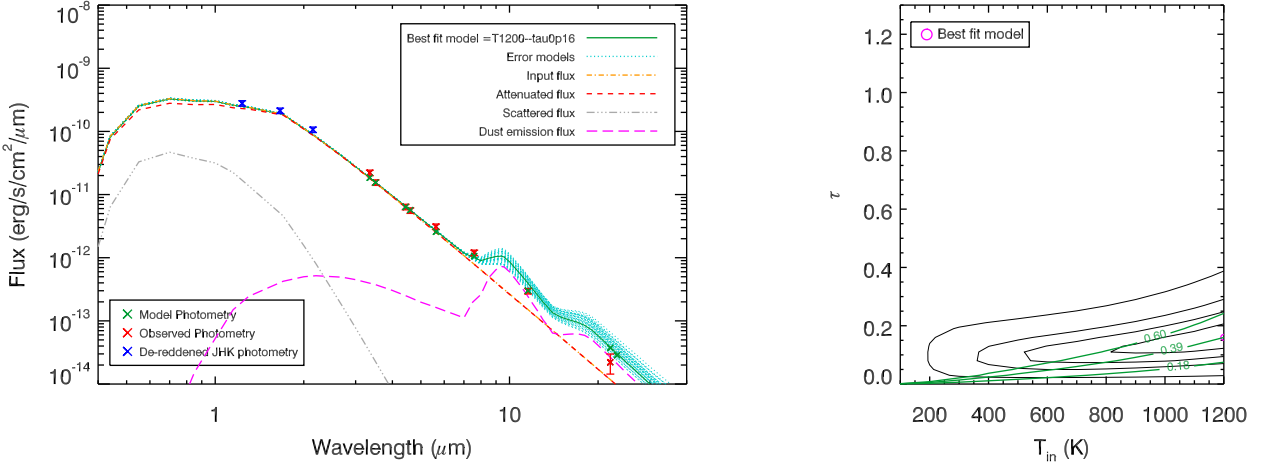 10^-8
10^-9
10^-10
10^-11
10^-12
10^-13
10^-14
Flux (erg/s/cm^2/μm)
Best fit model =T1200--tau0p16
Error models
Input flux
Attenuated flux
Scattered flux
Dust emission flux
Model Photometry
Observed Photometry
De-reddened JHK photometry
1
10
Wavelength (μm)
1.2
1.0
0.8
0.6
0.4
0.2
0.0
τ
Best fit model
0.60
0.39
0.18
200
400
600
800
1000
1200
T_in (K)